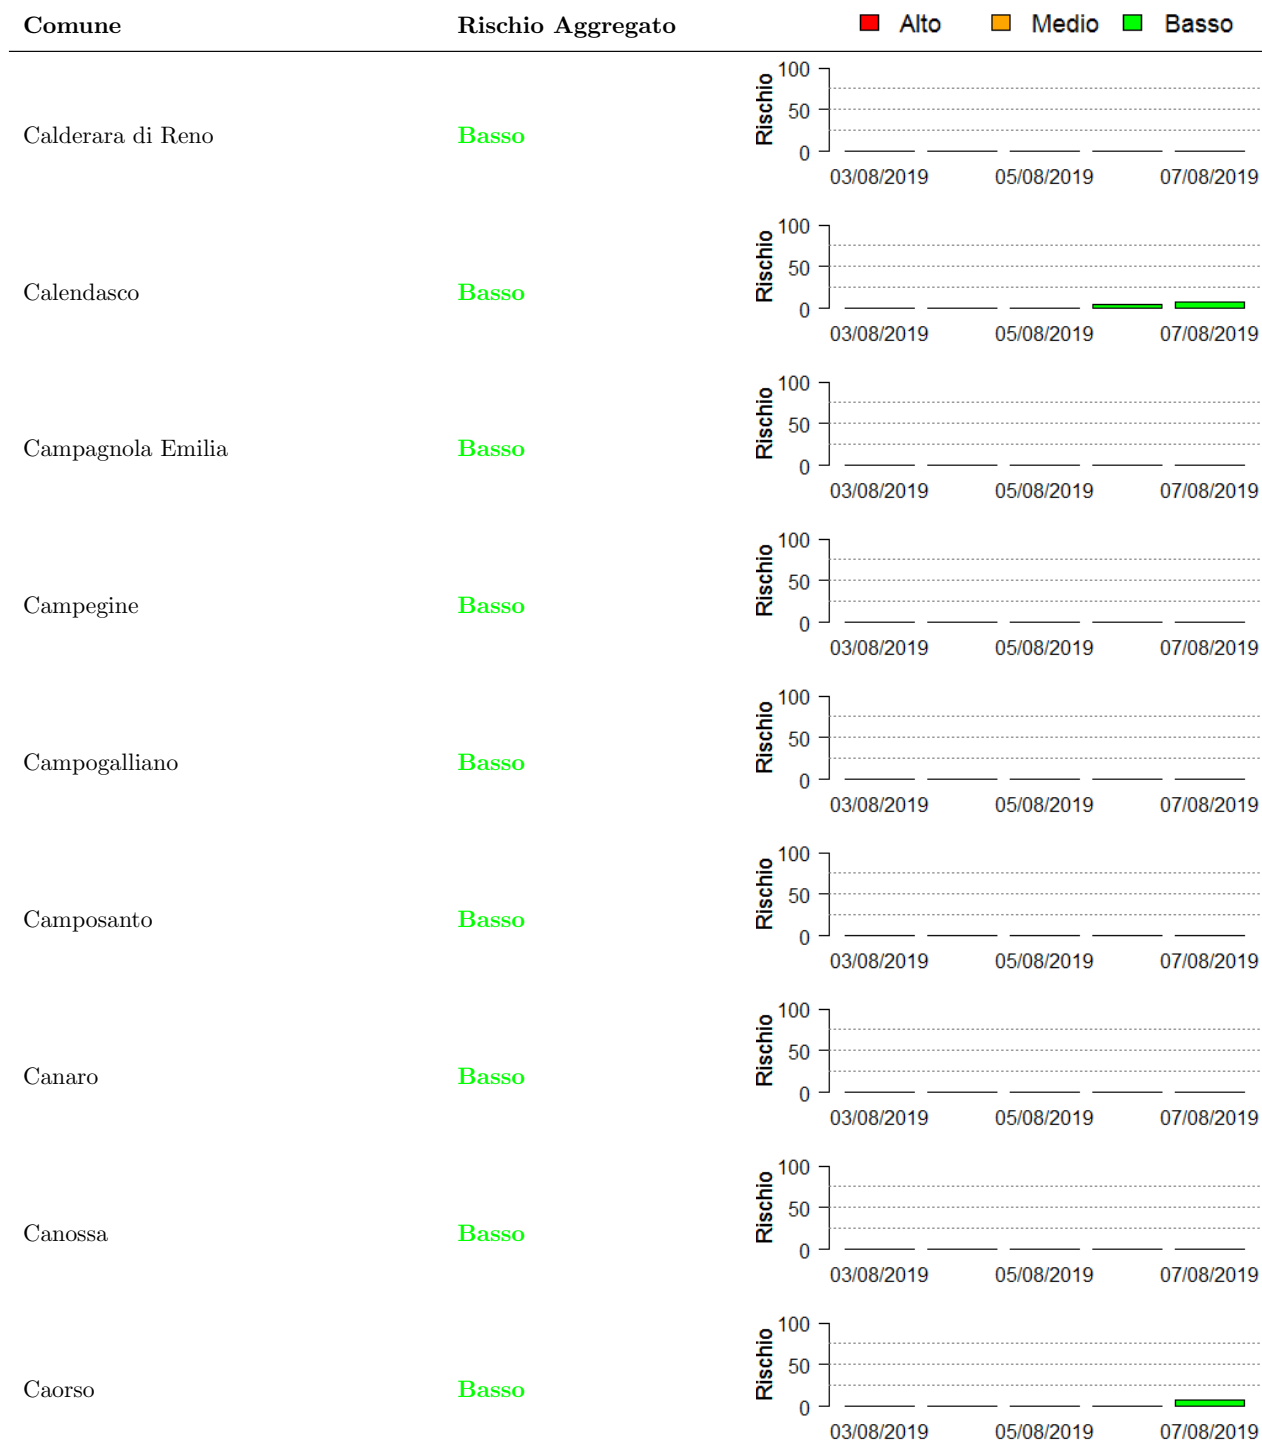 Comune Rischio Aggregato Alto Medio Basso
100
50
0
Rischio
Calderara di Reno Basso
03/08/2019 05/08/2019 07/08/2019
100
50
0
Rischio
Calendasco Basso
03/08/2019 05/08/2019 07/08/2019
100
50
0
Rischio
Campagnola Emilia Basso
03/08/2019 05/08/2019 07/08/2019
100
50
0
Rischio
Campegine Basso
03/08/2019 05/08/2019 07/08/2019
100
50
0
Rischio
Campogalliano Basso
03/08/2019 05/08/2019 07/08/2019
100
50
0
Rischio
Camposanto Basso
03/08/2019 05/08/2019 07/08/2019
100
50
0
Rischio
Canaro Basso
03/08/2019 05/08/2019 07/08/2019
100
50
0
Rischio
Canossa Basso
03/08/2019 05/08/2019 07/08/2019
100
50
0
Rischio
Caorso Basso
03/08/2019 05/08/2019 07/08/2019